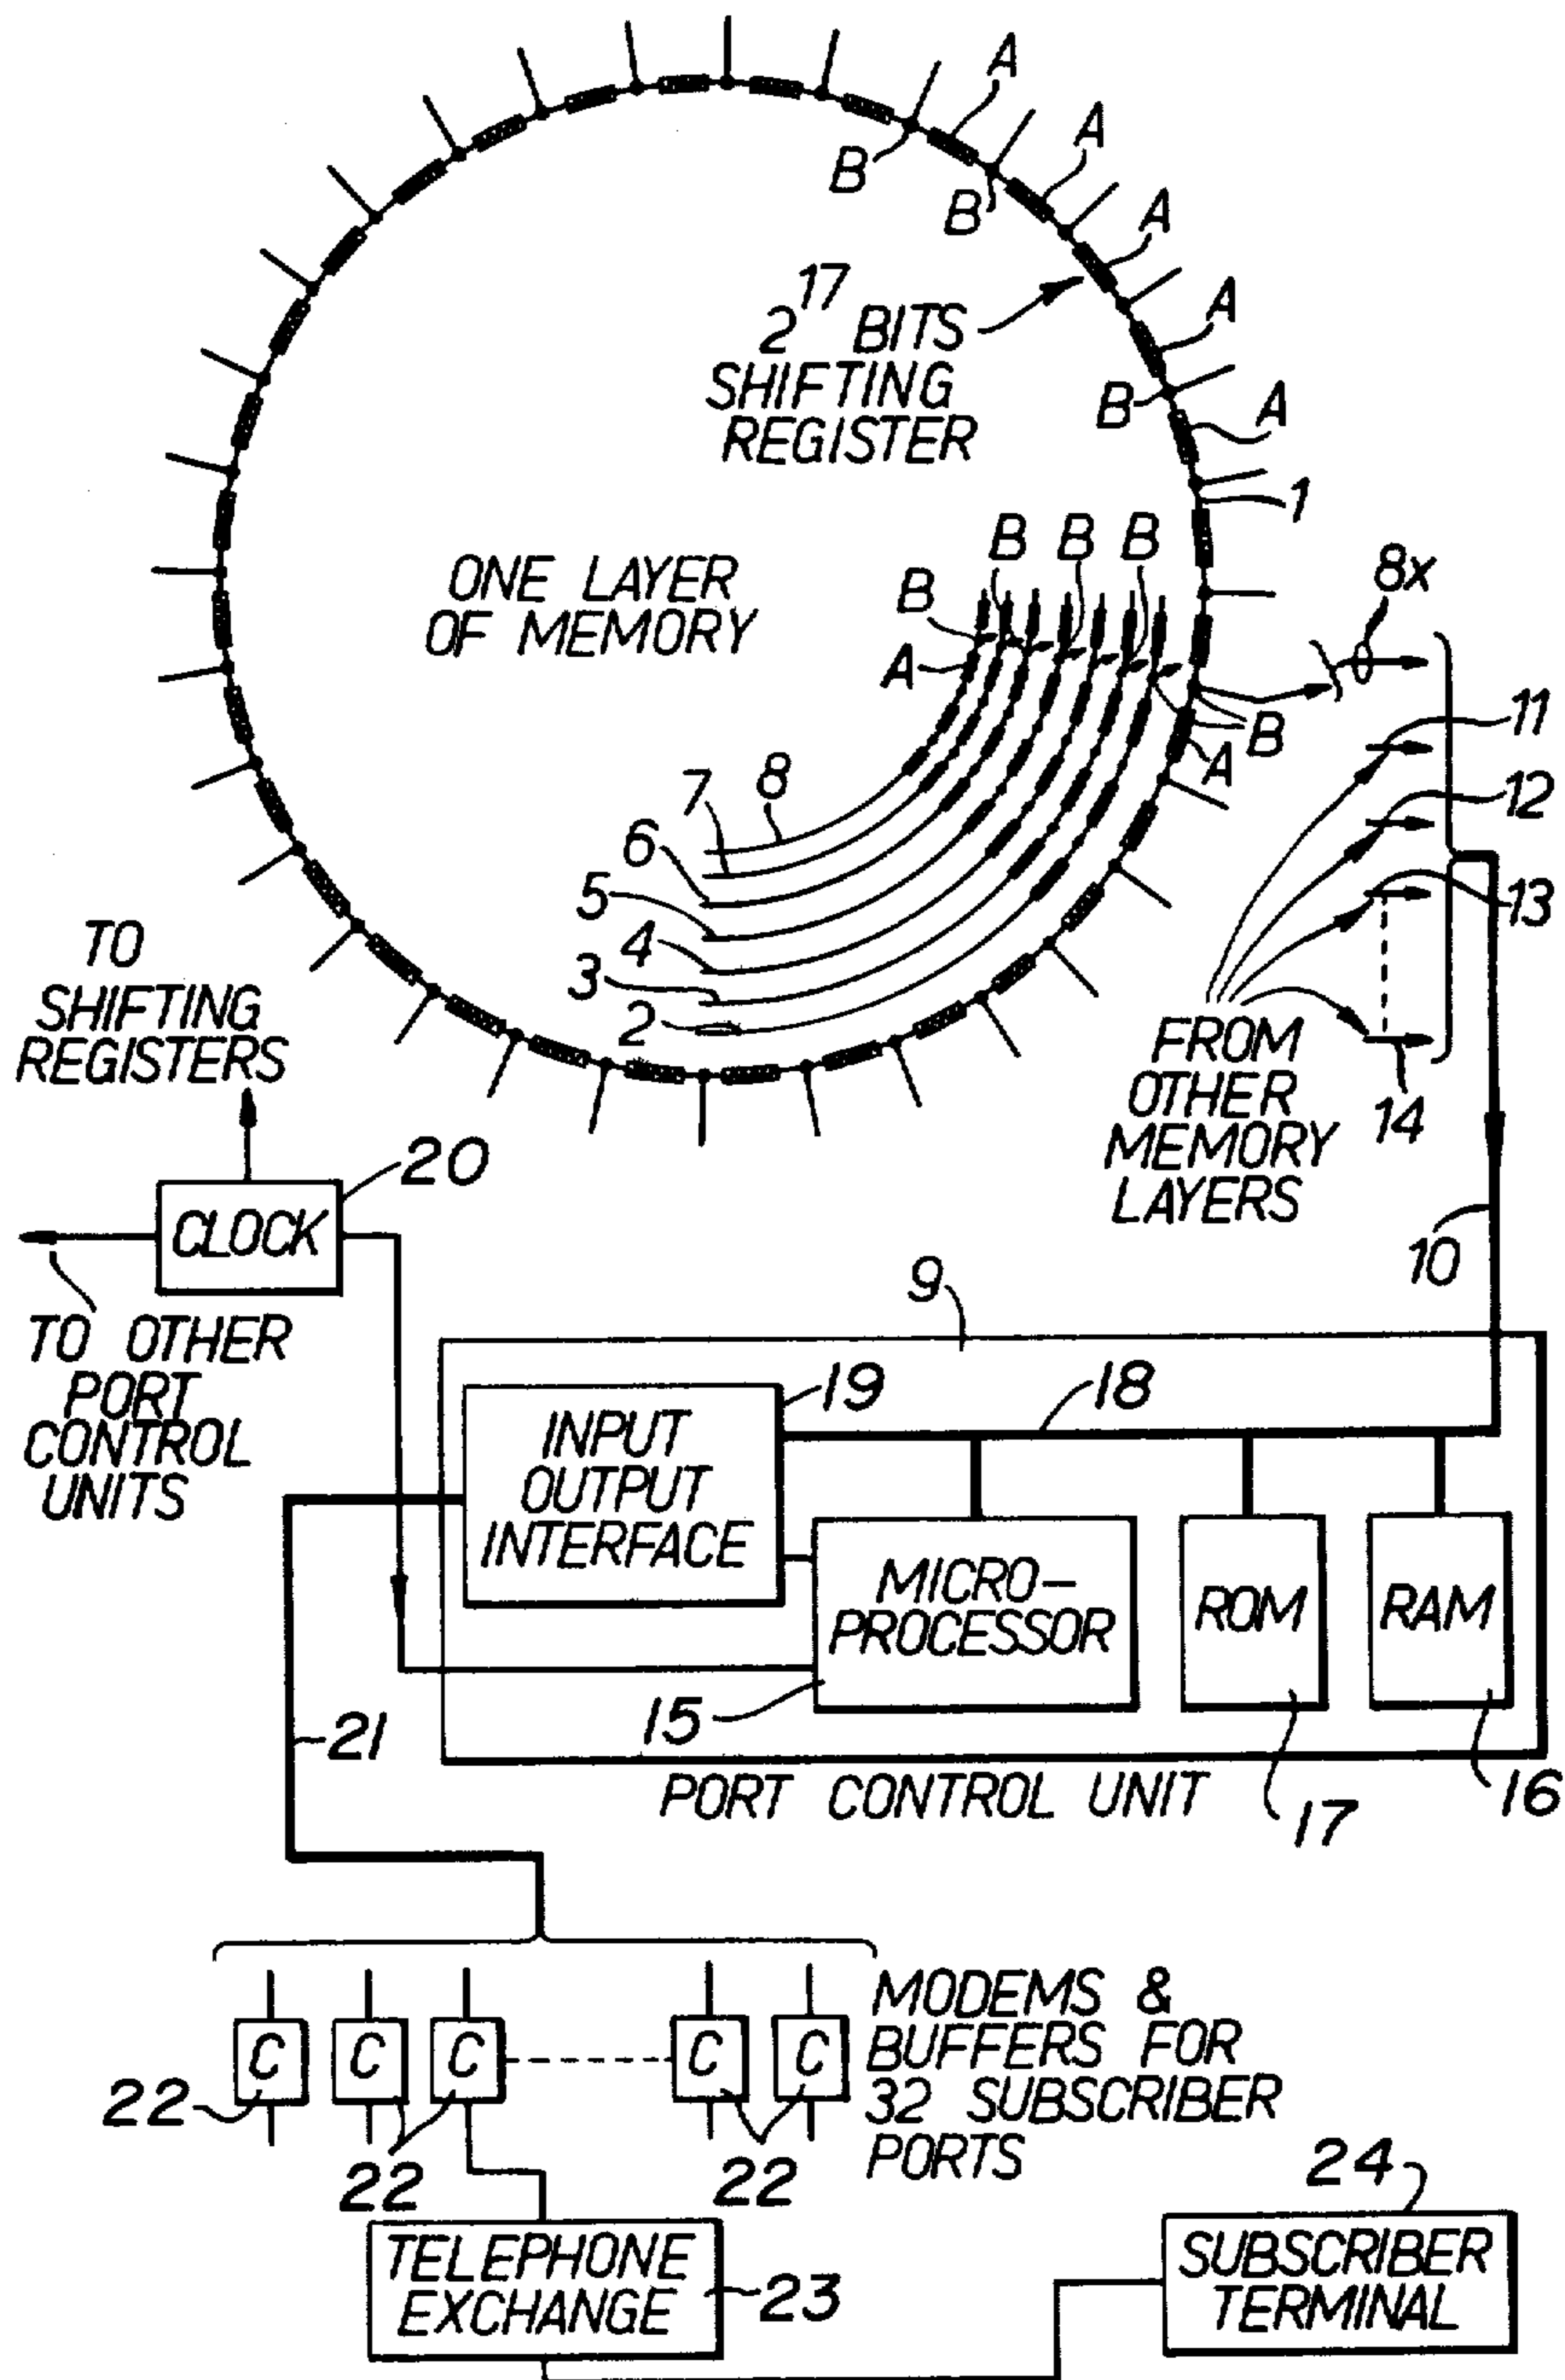 A
A
B
B
A
2¹⁷ BITS
SHIFTING
REGISTER
A
B
A
1
ONE LAYER
OF MEMORY
B
B
B
B
A
8x
B
A
11
12
13
14
8
7
6
5
4
3
2
FROM
OTHER
MEMORY
LAYERS
10
TO
SHIFTING
REGISTERS
20
CLOCK
TO OTHER
PORT
CONTROL
UNITS
9
19
18
INPUT
OUTPUT
INTERFACE
MICRO-
PROCESSOR
ROM
RAM
15
21
PORT CONTROL UNIT
17
16
C
C
C
C
C
MODEMS &
BUFFERS FOR
32 SUBSCRIBER
PORTS
22
22
22
24
TELEPHONE
EXCHANGE
23
SUBSCRIBER
TERMINAL